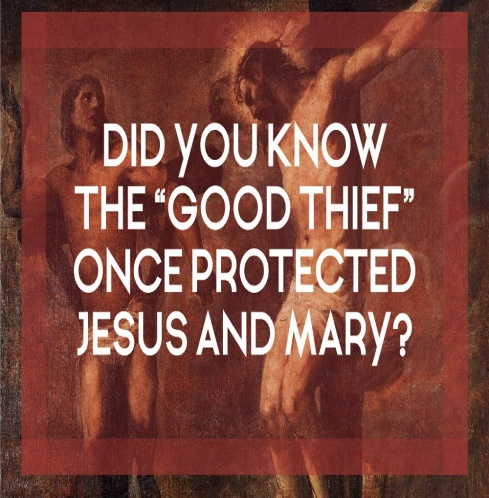 DID YOU KNOW
THE “GOOD THIEF”
ONCE PROTECTED
JESUS AND MARY?